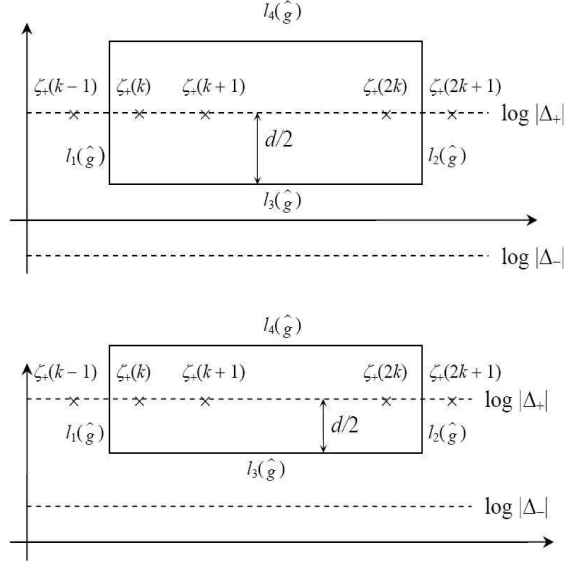 l₄(ĝ)
ζ₊(k−1) ζ₊(k) ζ₊(k+1) ζ₊(2k) ζ₊(2k+1)
log |Δ₊|
l₁(ĝ) d/2 l₂(ĝ)
l₃(ĝ)
log |Δ₋|
l₄(ĝ)
ζ₊(k−1) ζ₊(k) ζ₊(k+1) ζ₊(2k) ζ₊(2k+1)
log |Δ₊|
l₁(ĝ) d/2 l₂(ĝ)
l₃(ĝ)
log |Δ₋|